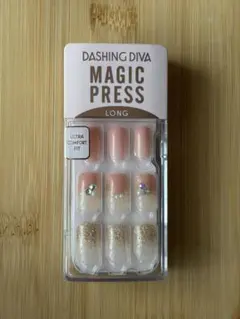 DASHING DIVA
MAGIC
PRESS
LONG
ULTRA
COMFORT
FIT